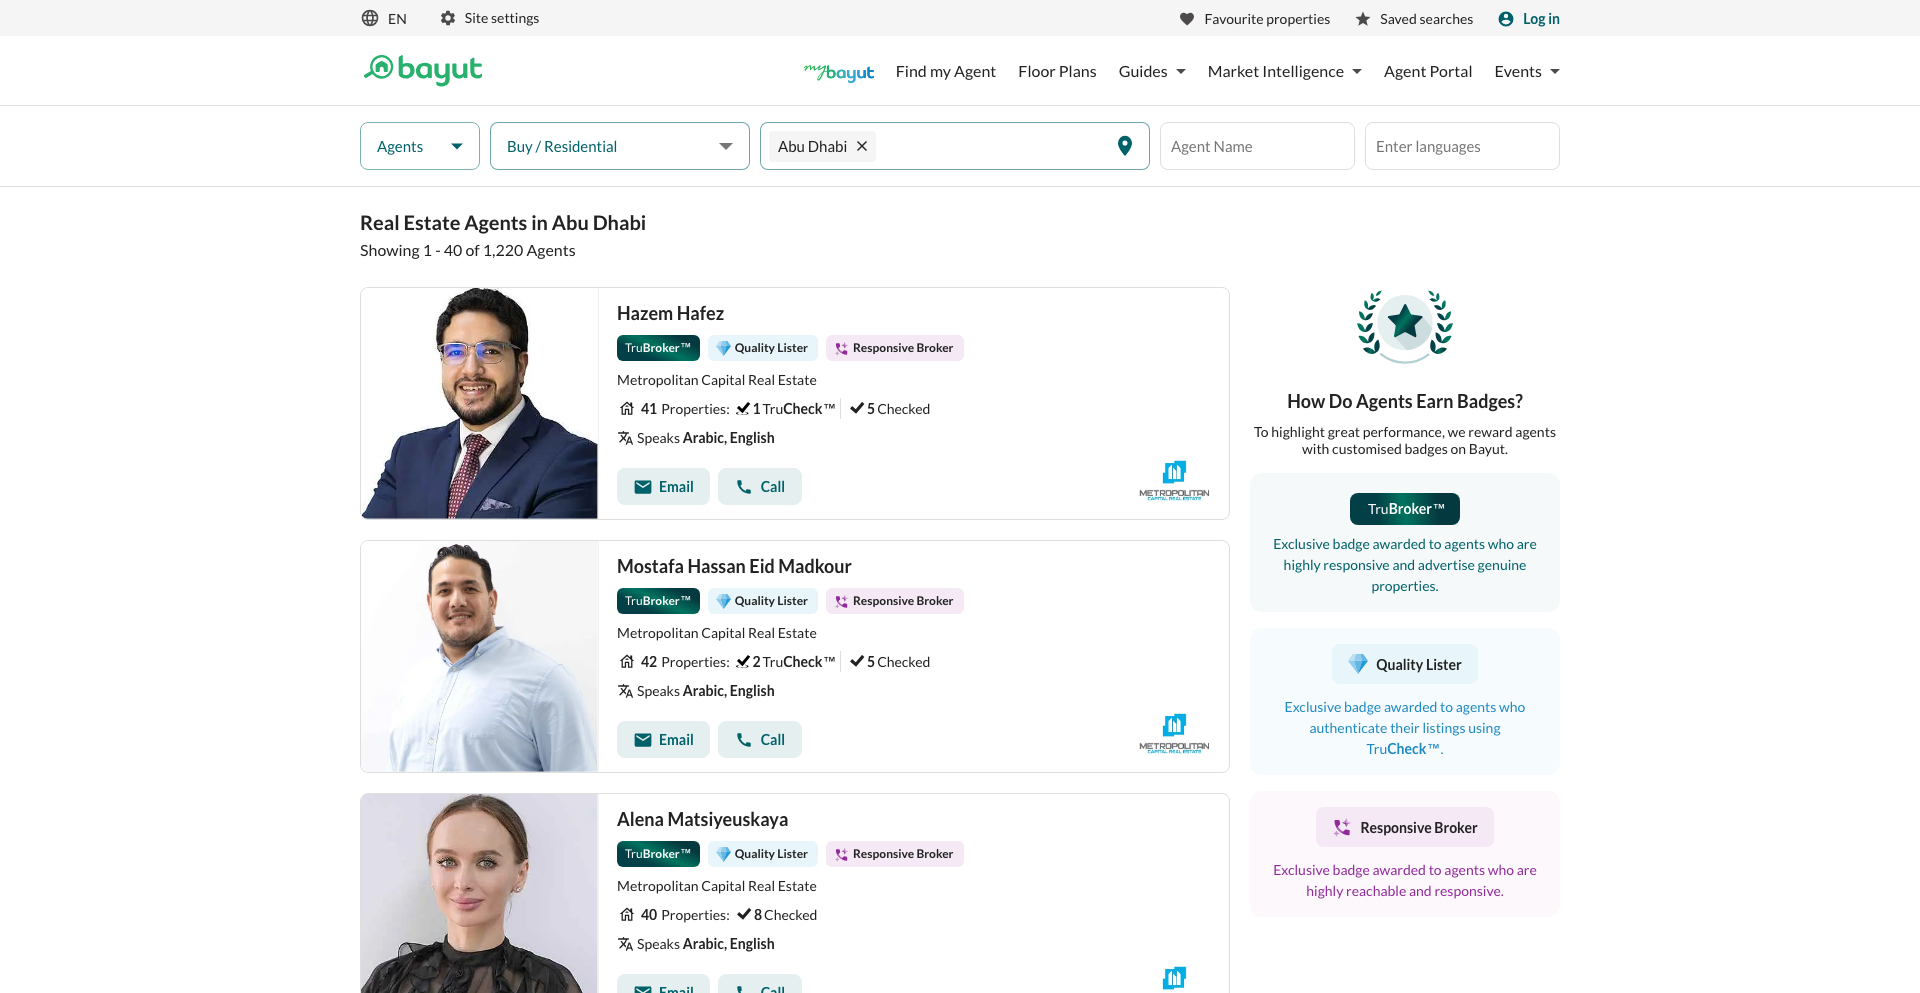 EN
Site settings
Favourite properties
Saved searches
Log in
bayut
mybayut
Find my Agent
Floor Plans
Guides
Market Intelligence
Agent Portal
Events
Agents
Buy / Residential
Abu Dhabi
Agent Name
Enter languages
Real Estate Agents in Abu Dhabi
Showing 1 - 40 of 1,220 Agents
Hazem Hafez
TruBroker™
Quality Lister
Responsive Broker
Metropolitan Capital Real Estate
41 Properties: 1 TruCheck™ 5 Checked
Speaks Arabic, English
Email
Call
METROPOLITAN
CAPITAL REAL ESTATE
Mostafa Hassan Eid Madkour
TruBroker™
Quality Lister
Responsive Broker
Metropolitan Capital Real Estate
42 Properties: 2 TruCheck™ 5 Checked
Speaks Arabic, English
Email
Call
METROPOLITAN
CAPITAL REAL ESTATE
Alena Matsiyeuskaya
TruBroker™
Quality Lister
Responsive Broker
Metropolitan Capital Real Estate
40 Properties: 8 Checked
Speaks Arabic, English
Email
Call
How Do Agents Earn Badges?
To highlight great performance, we reward agents
with customised badges on Bayut.
TruBroker™
Exclusive badge awarded to agents who are
highly responsive and advertise genuine
properties.
Quality Lister
Exclusive badge awarded to agents who
authenticate their listings using
TruCheck™.
Responsive Broker
Exclusive badge awarded to agents who are
highly reachable and responsive.